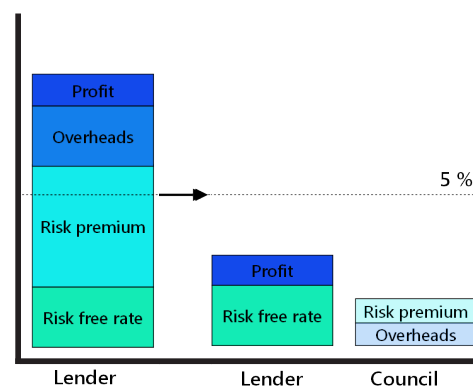 Profit
Overheads
Risk premium
Risk free rate
5 %
Profit
Risk free rate
Risk premium
Overheads
Lender
Lender
Council